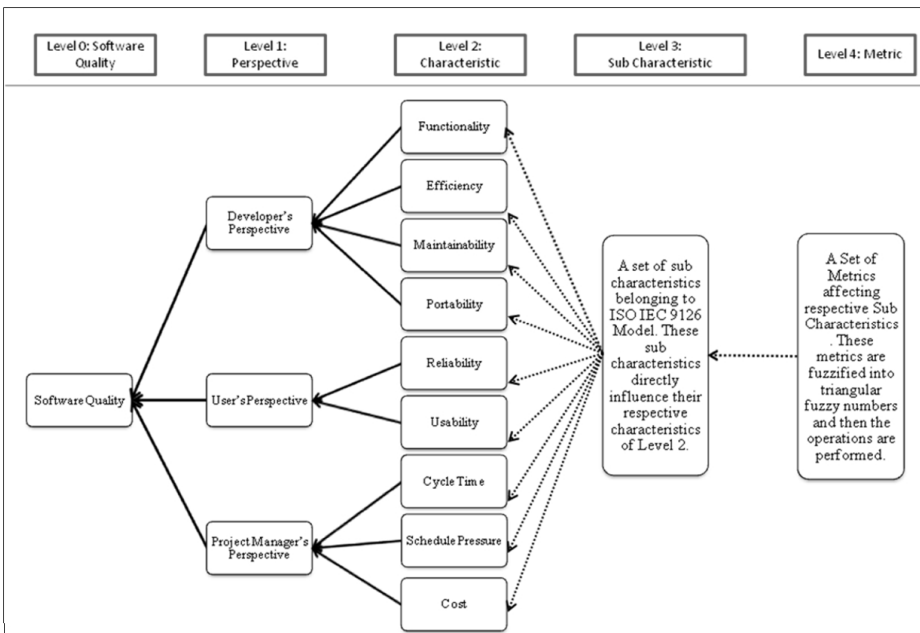 Level 0: Software
Quality
Level 1:
Perspective
Level 2:
Characteristic
Level 3:
Sub Characteristic
Level 4: Metric
Software Quality
Developer's
Perspective
User's Perspective
Project Manager's
Perspective
Functionality
Efficiency
Maintainability
Portability
Reliability
Usability
Cycle Time
Schedule Pressure
Cost
A set of sub
characteristics
belonging to
ISO IEC 9126
Model. These
sub
characteristics
directly
influence their
respective
characteristics
of Level 2.
A Set of
Metrics
affecting
respective Sub
Characteristics
. These
metrics are
fuzzified into
triangular
fuzzy numbers
and then the
operations are
performed.